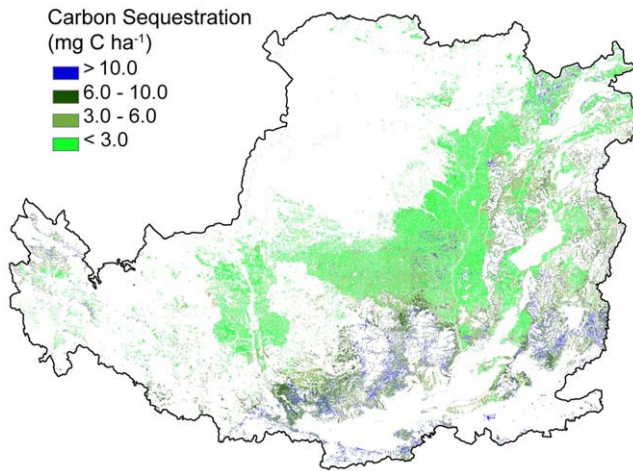 Carbon Sequestration
(mg C ha⁻¹)
> 10.0
6.0 - 10.0
3.0 - 6.0
< 3.0